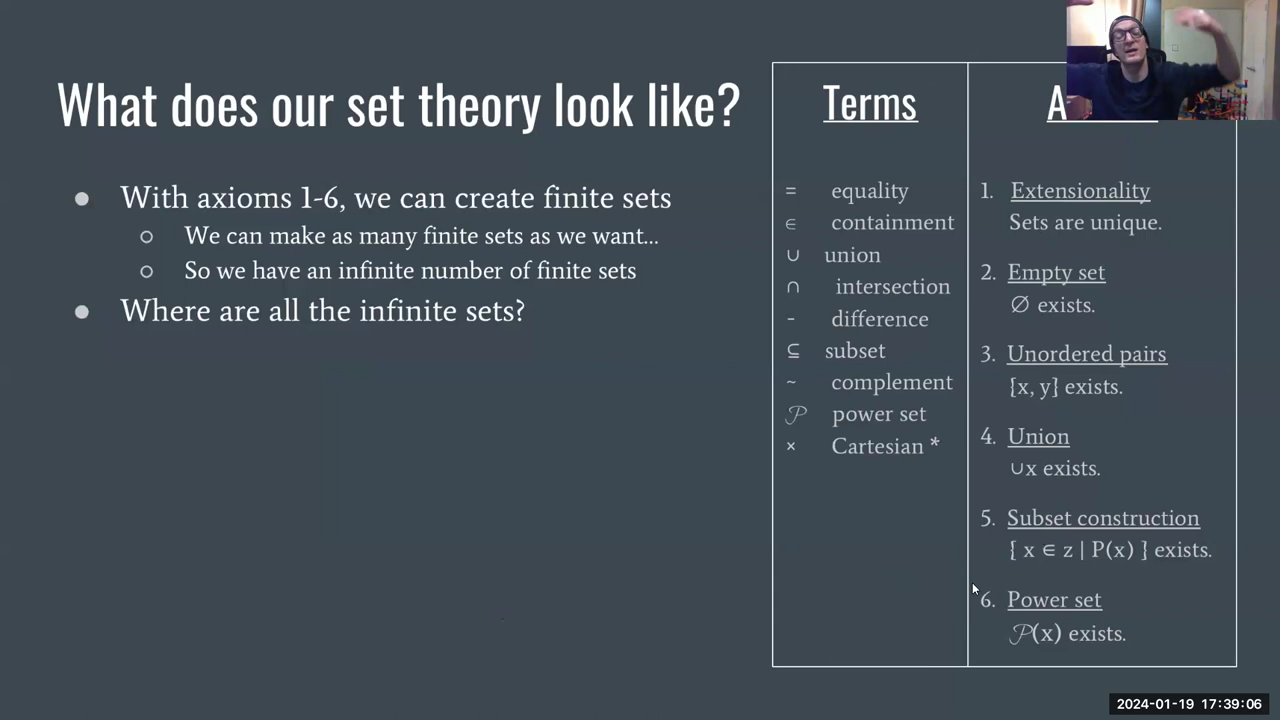 What does our set theory look like?
● With axioms 1-6, we can create finite sets
○ We can make as many finite sets as we want...
○ So we have an infinite number of finite sets
● Where are all the infinite sets?
Terms
= equality
∈ containment
∪ union
∩ intersection
- difference
⊆ subset
~ complement
𝒫 power set
× Cartesian *
1. Extensionality
Sets are unique.
2. Empty set
∅ exists.
3. Unordered pairs
{x, y} exists.
4. Union
∪x exists.
5. Subset construction
{ x ∈ z | P(x) } exists.
6. Power set
𝒫(x) exists.
2024-01-19 17:39:06